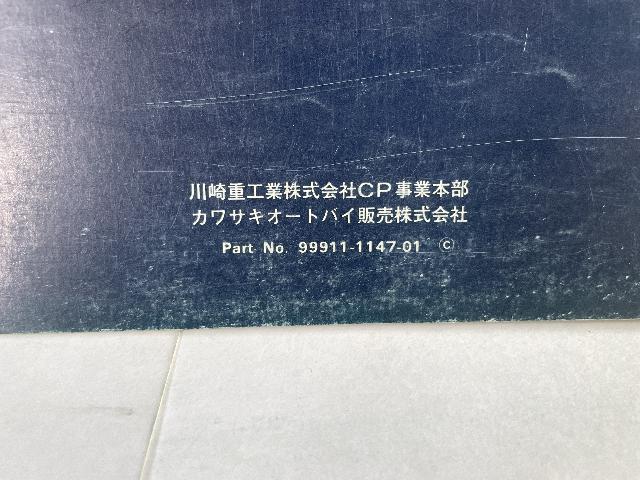 川崎重工業株式会社CP事業本部
カワサキオートバイ販売株式会社
Part No. 99911-1147-01 ©